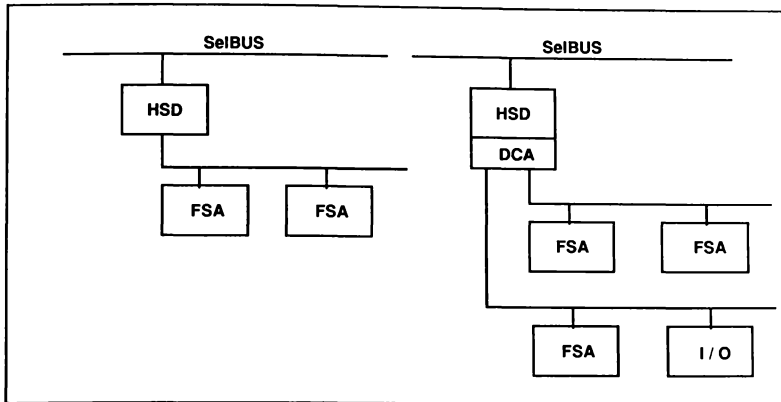 SelBUS
HSD
FSA FSA
SelBUS
HSD
DCA
FSA FSA
FSA I / O